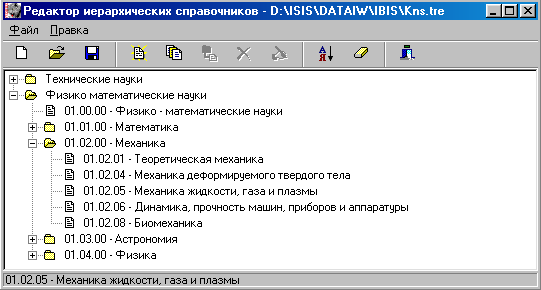 Редактор иерархических справочников - D:\ISIS\DATAIW\IBIS\Kns.tre
Файл Правка
А
Я
Технические науки
Физико математические науки
01.00.00 - Физико - математические науки
01.01.00 - Математика
01.02.00 - Механика
01.02.01 - Теоретическая механика
01.02.04 - Механика деформируемого твердого тела
01.02.05 - Механика жидкости, газа и плазмы
01.02.06 - Динамика, прочность машин, приборов и аппаратуры
01.02.08 - Биомеханика
01.03.00 - Астрономия
01.04.00 - Физика
01.02.05 - Механика жидкости, газа и плазмы